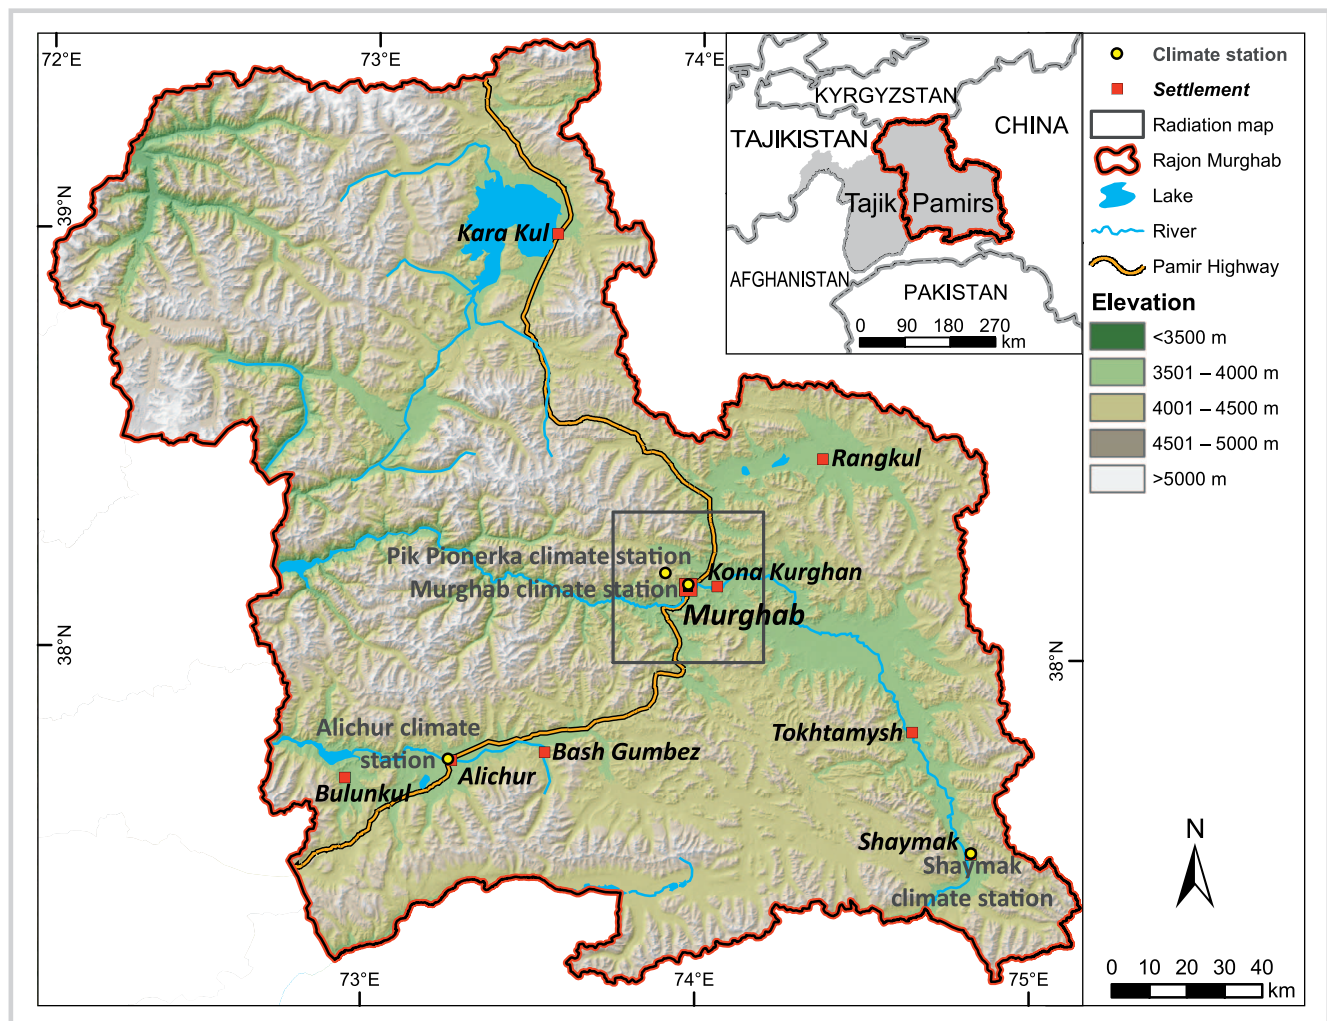 72°E
73°E
74°E
39°N
38°N
38°N
73°E
74°E
75°E
Kara Kul
Rangkul
Pik Pionerka climate station
Murghab climate station
Kona Kurghan
Murghab
Alichur climate
station
Tokhtamysh
Bash Gumbez
Alichur
Bulunkul
Shaymak
Shaymak
climate station
KYRGYZSTAN
TAJIKISTAN
CHINA
Tajik
Pamirs
AFGHANISTAN
PAKISTAN
0 90 180 270
km
Climate station
Settlement
Radiation map
Rajon Murghab
Lake
River
Pamir Highway
Elevation
<3500 m
3501 – 4000 m
4001 – 4500 m
4501 – 5000 m
>5000 m
N
0 10 20 30 40
km